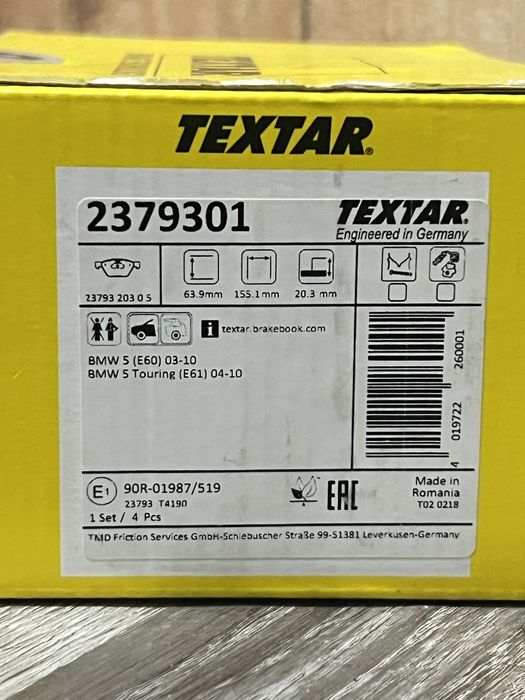 TEXTAR®
2379301
TEXTAR®
Engineered in Germany
23793 203 0 5
63.9mm
155.1mm
20.3 mm
i textar.brakebook.com
BMW 5 (E60) 03-10
BMW 5 Touring (E61) 04-10
4 019722 260001
E1 90R-01987/519
23793 T4190
EAC
Made in
Romania
T02 0218
1 Set / 4 Pcs
TMD Friction Services GmbH-Schlebuscher Straße 99-51381 Leverkusen-Germany